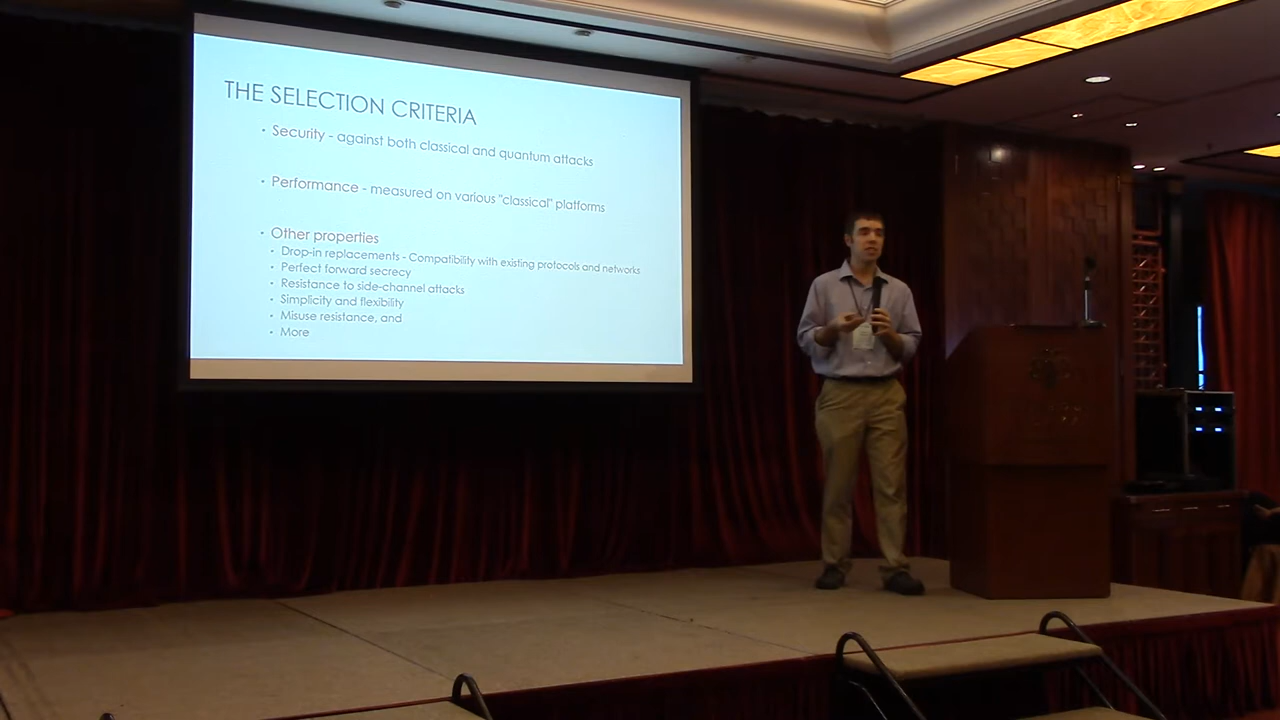 THE SELECTION CRITERIA
· Security - against both classical and quantum attacks
· Performance - measured on various "classical" platforms
· Other properties
· Drop-in replacements - Compatibility with existing protocols and networks
· Perfect forward secrecy
· Resistance to side-channel attacks
· Simplicity and flexibility
· Misuse resistance, and
· More